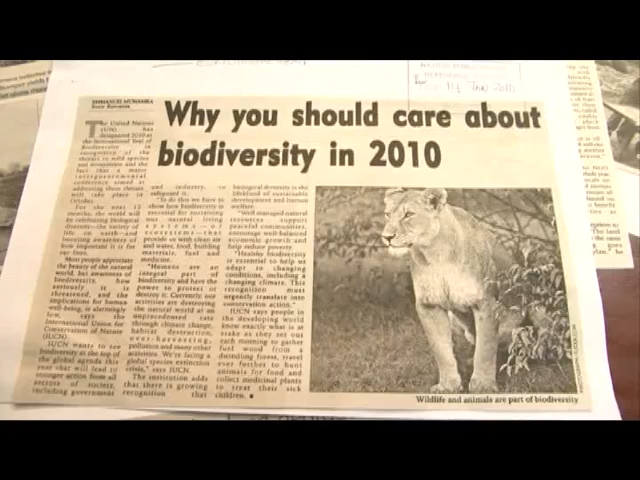 Why you should care about
biodiversity in 2010
The United Nations
(UN) has
designated 2010 as
the International Year of
Biodiversity in
recognition of the
threats to wild species
and ecosystems and the
fact that a major
intergovernmental
conference aimed at
addressing these threats
will take place in
October.
For the next 12
months, the world will
be celebrating biological
diversity—the variety of
life on earth—and
boosting awareness of
how important it is for
our lives.
Most people appreciate
the beauty of the natural
world, but awareness of
biodiversity, how
seriously it is
threatened, and the
implications for human
well-being, is alarmingly
few, says the
International Union for
Conservation of Nature
(IUCN).
IUCN wants to see
biodiversity at the top of
the global agenda this
year that will lead to
stronger action from all
sectors of society,
including government
and industry, to
safeguard it.
"To do this we have to
show how biodiversity is
essential for sustaining
our natural living
systems—or
ecosystems—that
provide us with clean air
and water, food, building
materials, fuel and
medicine.
"Humans are an
integral part of
biodiversity and have the
power to protect or
destroy it. Currently, our
activities are destroying
the natural world at an
unprecedented rate
through climate change,
habitat destruction,
over-harvesting,
pollution and many other
activities. We're facing a
global species extinction
crisis," says IUCN.
The institution adds
that there is growing
recognition that
biological diversity is the
lifeblood of sustainable
development and human
welfare.
"Well managed natural
resources support
peaceful communities,
encourage well-balanced
economic growth and
help reduce poverty.
"Healthy biodiversity
is essential to help us
adapt to changing
conditions, including a
changing climate. This
recognition must
urgently translate into
conservation action."
IUCN says people in
the developing world
know exactly what is at
stake as they set out
each morning to gather
fuel wood from a
dwindling forest, travel
ever further to hunt
animals for food and
collect medicinal plants
to treat their sick
children.
Wildlife and animals are part of biodiversity